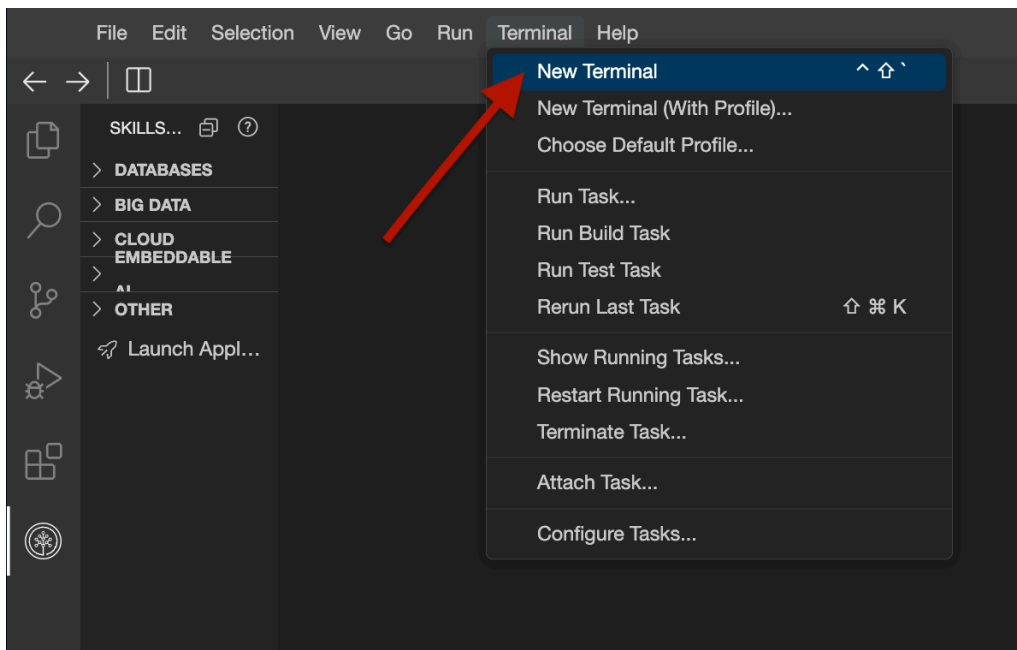 File Edit Selection View Go Run Terminal Help
New Terminal ^ ⇧ `
New Terminal (With Profile)...
Choose Default Profile...
Run Task...
Run Build Task
Run Test Task
Rerun Last Task ⇧ ⌘ K
Show Running Tasks...
Restart Running Task...
Terminate Task...
Attach Task...
Configure Tasks...
SKILLS...
DATABASES
BIG DATA
CLOUD
EMBEDDABLE
AI
OTHER
Launch Appl...